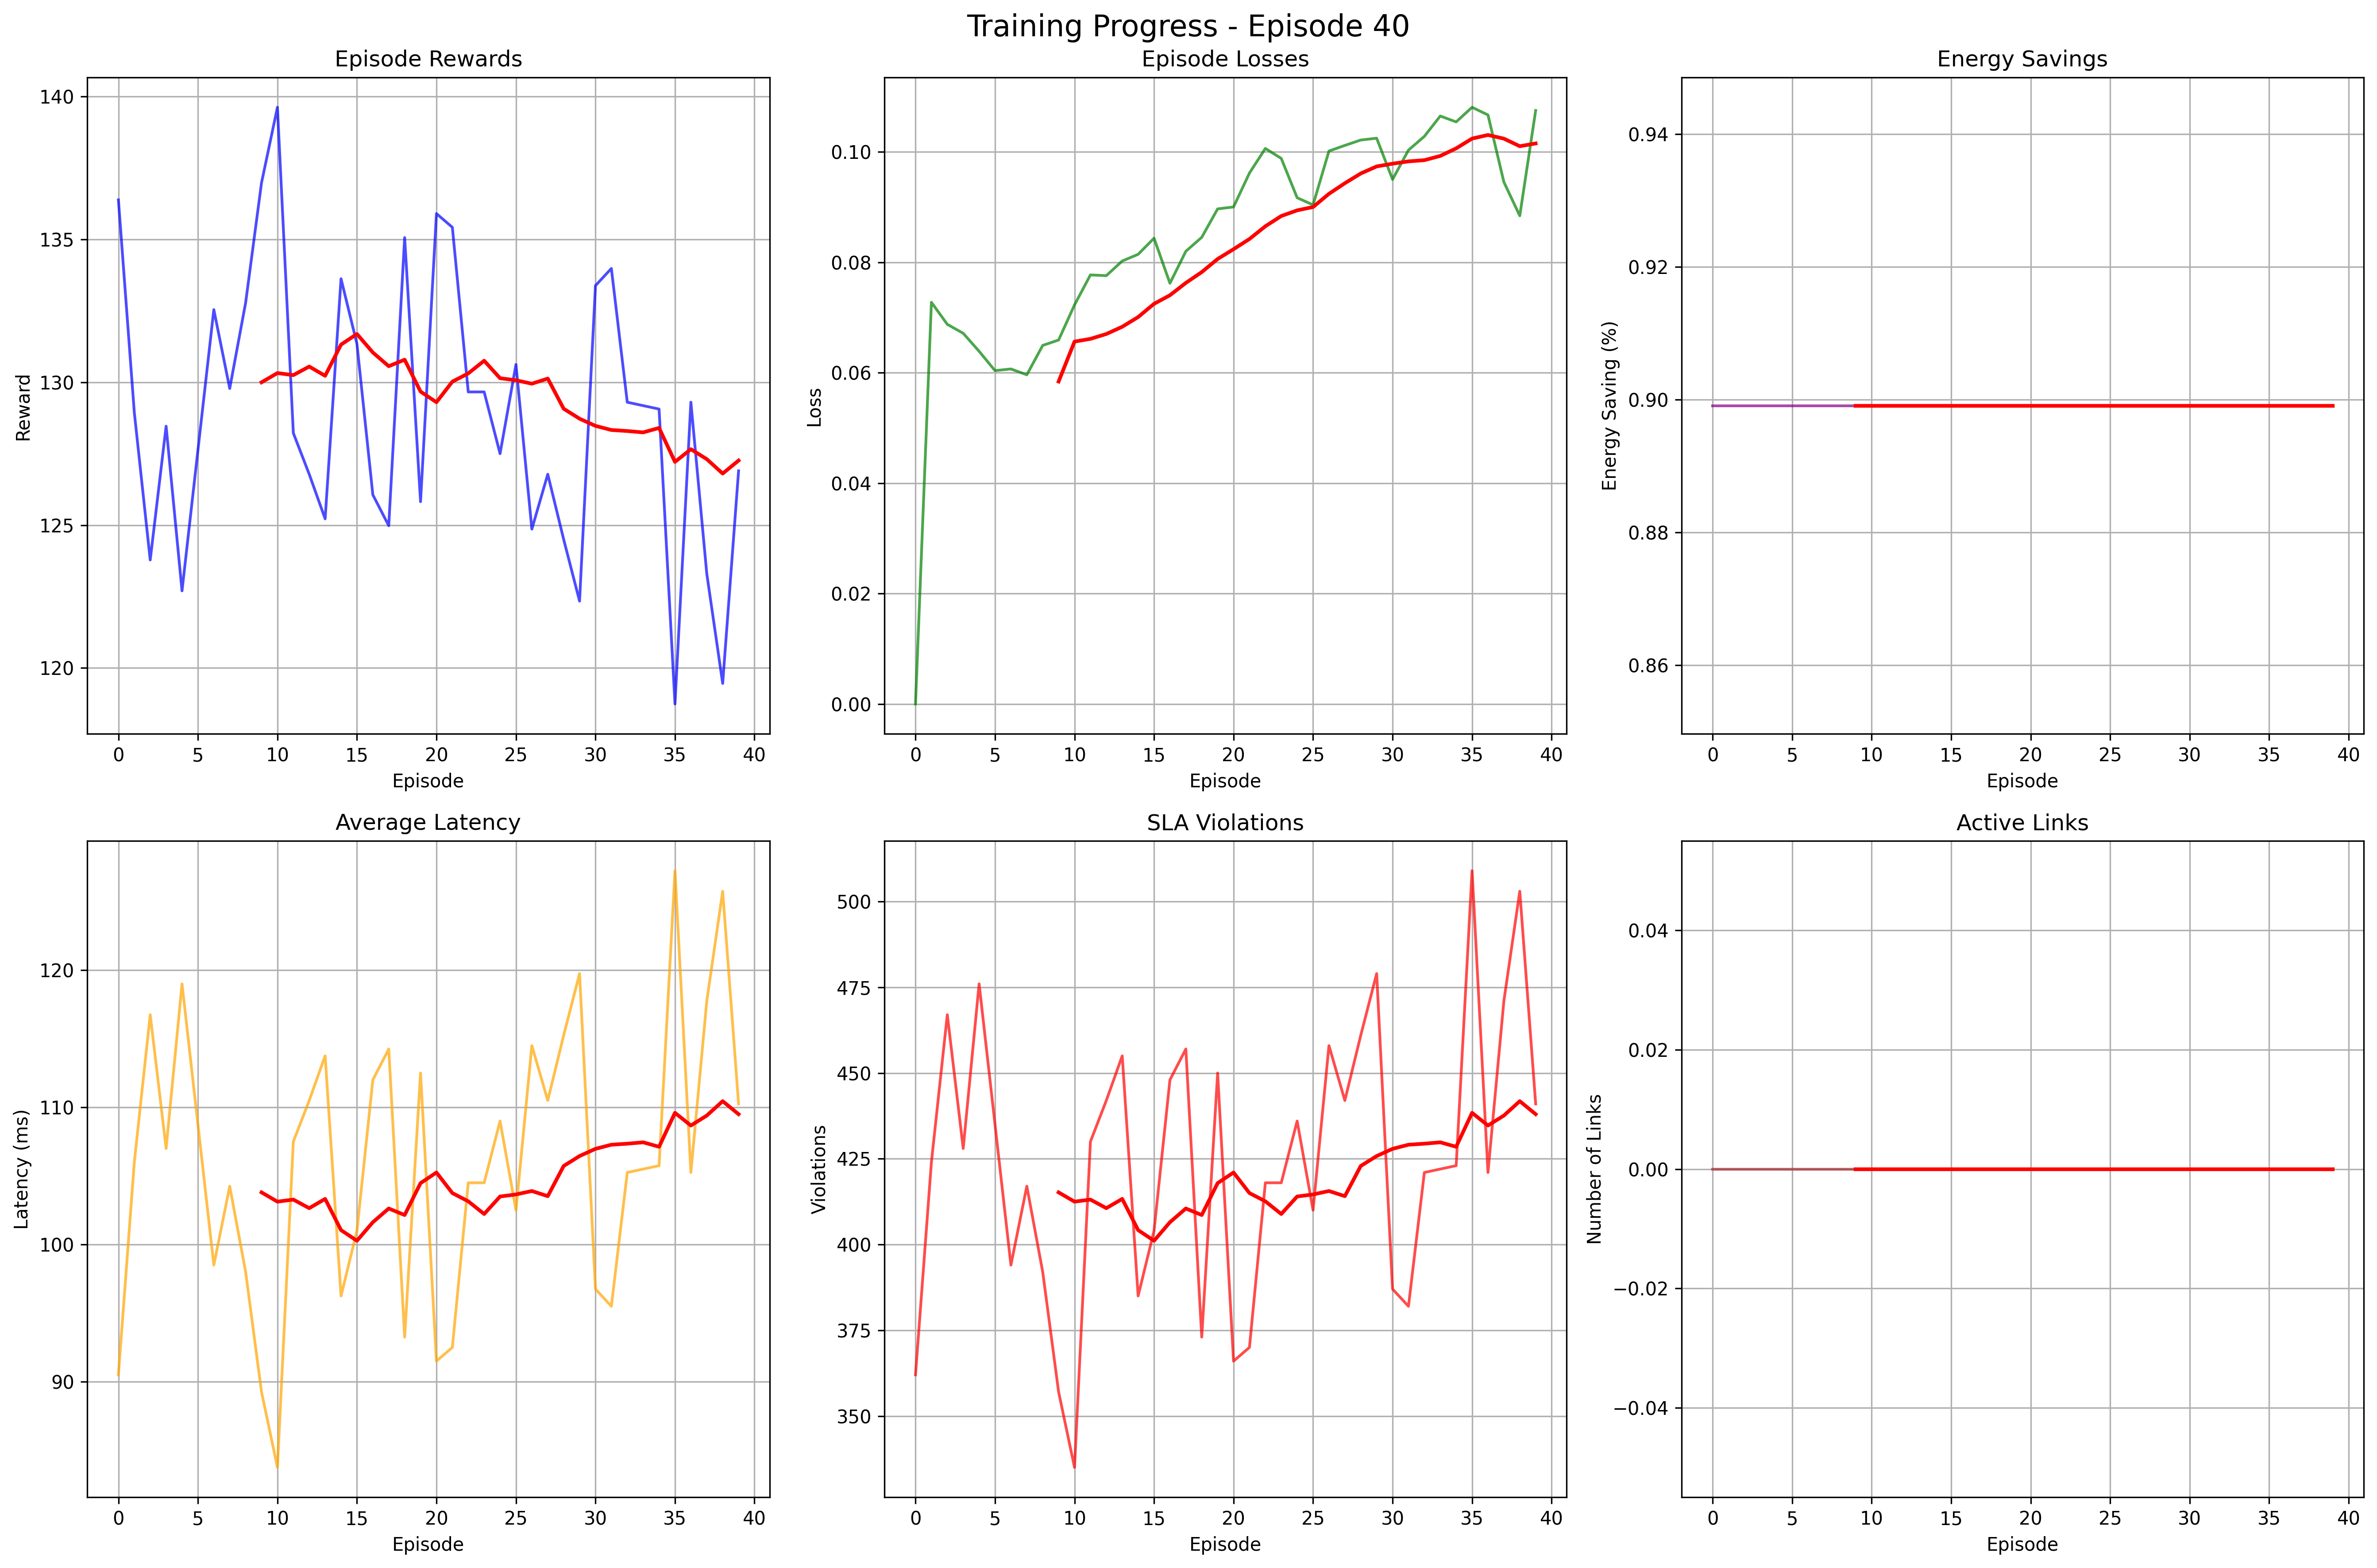 Training Progress - Episode 40
Episode Rewards
Reward
140
135
130
125
120
0 5 10 15 20 25 30 35 40
Episode
Episode Losses
Loss
0.10
0.08
0.06
0.04
0.02
0.00
0 5 10 15 20 25 30 35 40
Episode
Energy Savings
Energy Saving (%)
0.94
0.92
0.90
0.88
0.86
0 5 10 15 20 25 30 35 40
Episode
Average Latency
Latency (ms)
120
110
100
90
0 5 10 15 20 25 30 35 40
Episode
SLA Violations
Violations
500
475
450
425
400
375
350
0 5 10 15 20 25 30 35 40
Episode
Active Links
Number of Links
0.04
0.02
0.00
−0.02
−0.04
0 5 10 15 20 25 30 35 40
Episode